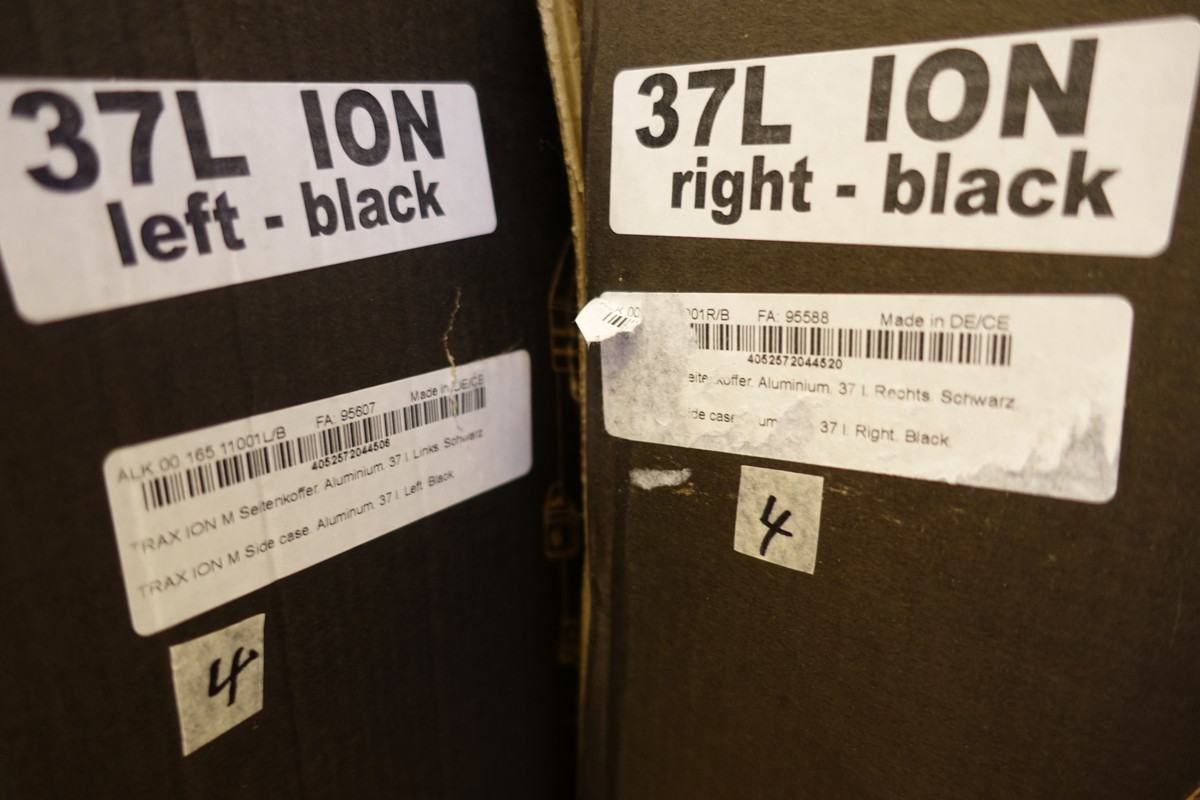 37L ION
left - black
ALK 00 165 11001L/B FA: 95607 Made in DE/CE
4052572044506
TRAX ION M Seitenkoffer. Aluminium. 37 l. Links. Schwarz
TRAX ION M Side case. Aluminum. 37 l. Left. Black
4
37L ION
right - black
001R/B FA: 95588 Made in DE/CE
4052572044520
Aluminium. 37 l. Rechts. Schwarz
37 l. Right. Black
4